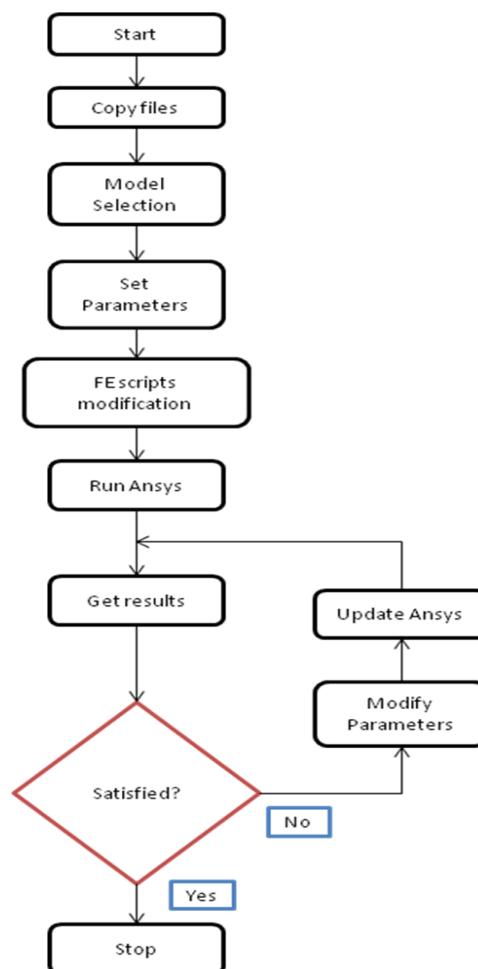 Start
Copy files
Model
Selection
Set
Parameters
FE scripts
modification
Run Ansys
Get results
Update Ansys
Modify
Parameters
Satisfied?
No
Yes
Stop